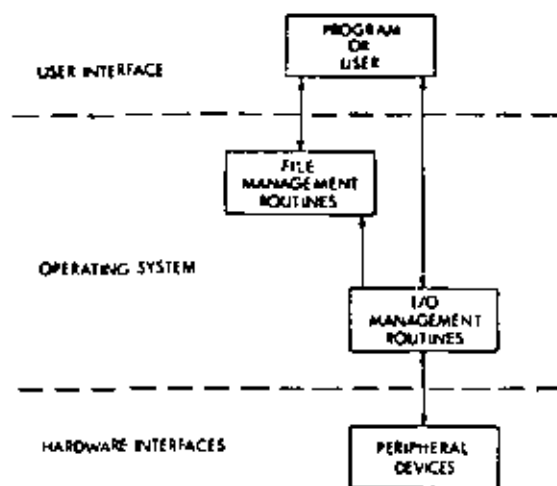 PROGRAM
OR
USER
USER INTERFACE
FILE
MANAGEMENT
ROUTINES
OPERATING SYSTEM
I/O
MANAGEMENT
ROUTINES
HARDWARE INTERFACES
PERIPHERAL
DEVICES